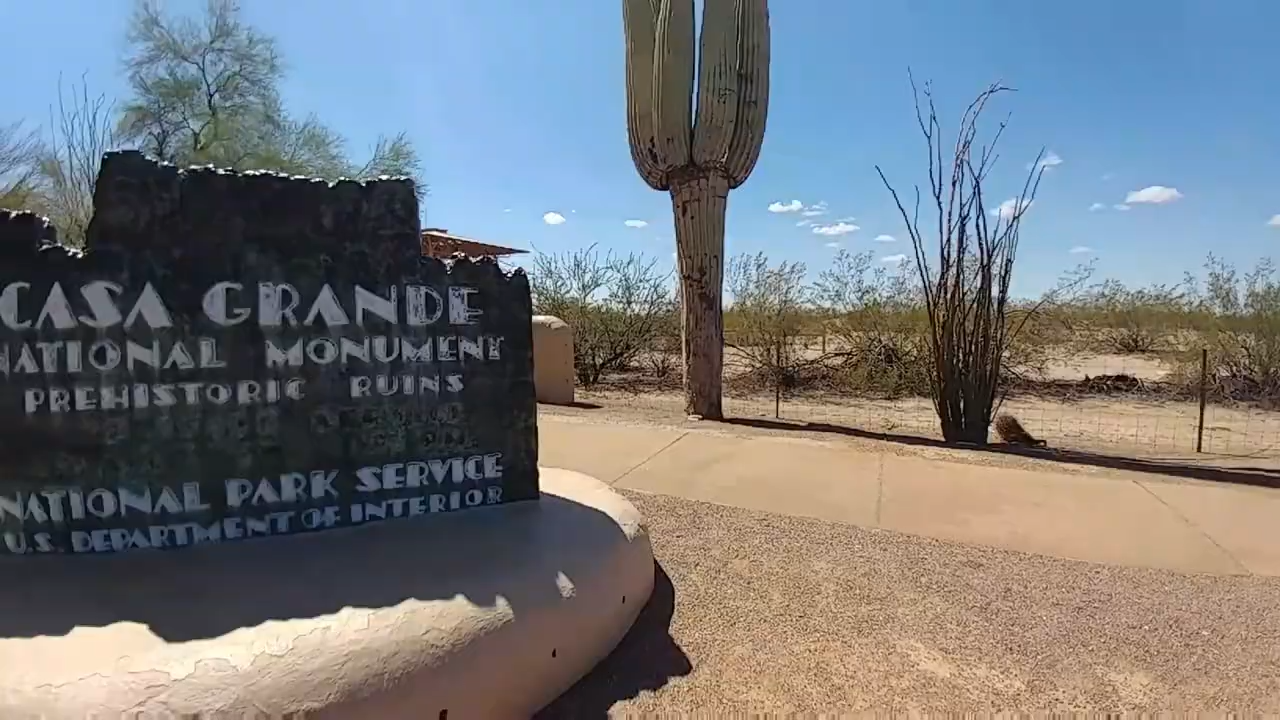 CASA GRANDE
NATIONAL MONUMENT
PREHISTORIC RUINS
NATIONAL PARK SERVICE
U.S. DEPARTMENT OF INTERIOR